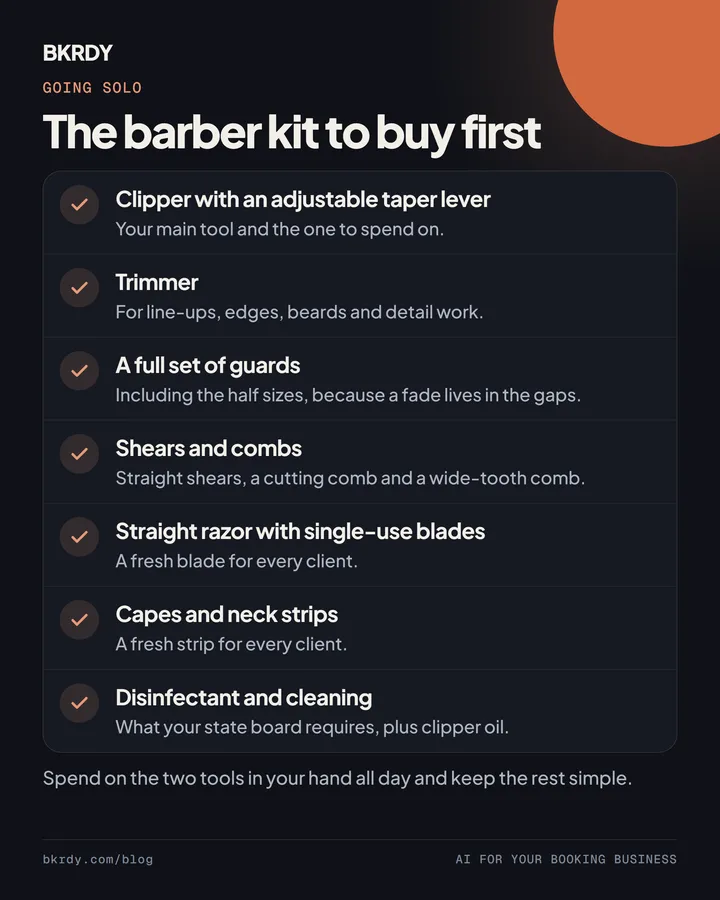 BKRDY
GOING SOLO
The barber kit to buy first
Clipper with an adjustable taper lever
Your main tool and the one to spend on.
Trimmer
For line-ups, edges, beards and detail work.
A full set of guards
Including the half sizes, because a fade lives in the gaps.
Shears and combs
Straight shears, a cutting comb and a wide-tooth comb.
Straight razor with single-use blades
A fresh blade for every client.
Capes and neck strips
A fresh strip for every client.
Disinfectant and cleaning
What your state board requires, plus clipper oil.
Spend on the two tools in your hand all day and keep the rest simple.
bkrdy.com/blog
AI FOR YOUR BOOKING BUSINESS